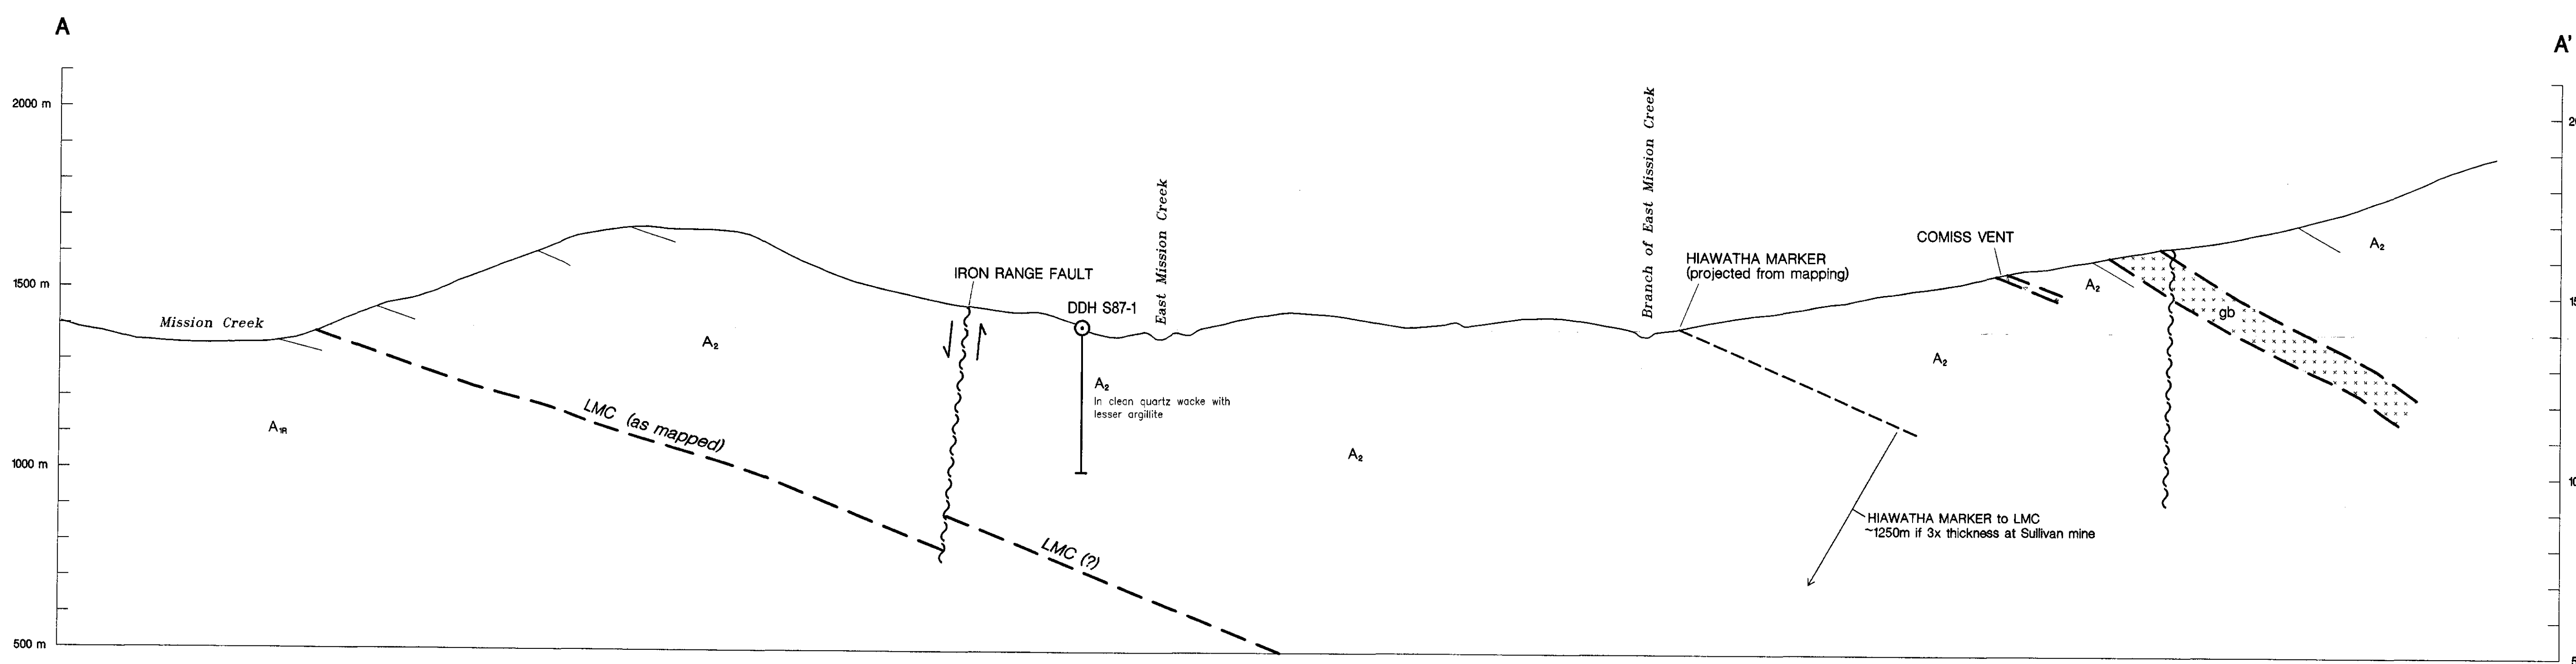 A
A'
2000 m
20
East Mission Creek
Branch of East Mission Creek
COMISS VENT
A₂
HIAWATHA MARKER
(projected from mapping)
IRON RANGE FAULT
1500 m
A₂
15
DDH S87-1
gb
Mission Creek
A₂
A₂
A₂
In clean quartz wacke with
lesser argillite
LMC (as mapped)
A₁R
A₂
1000 m
10
HIAWATHA MARKER to LMC
~1250m if 3x thickness at Sullivan mine
LMC (?)
500 m